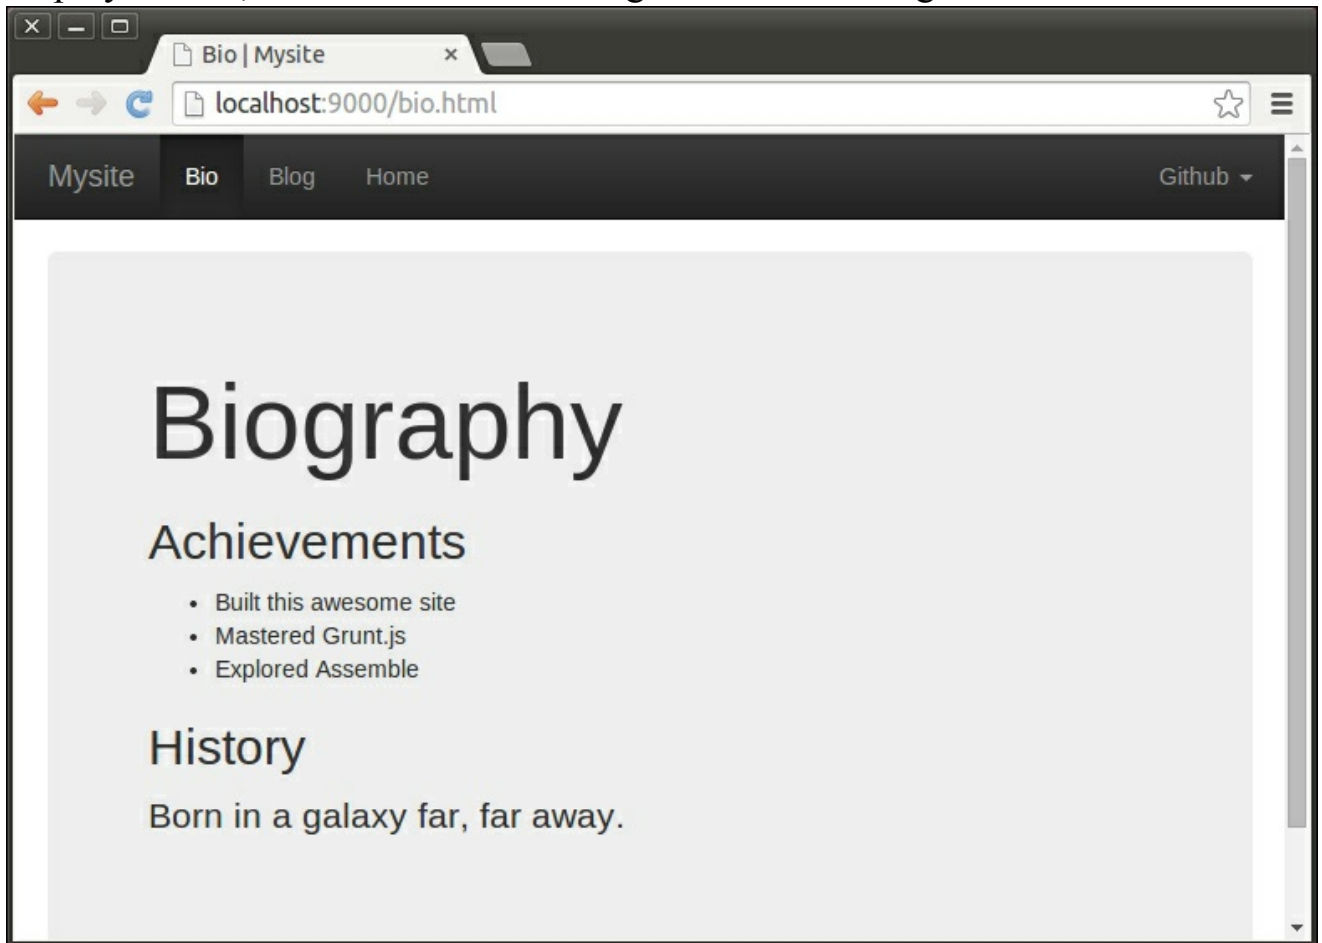 Bio | Mysite
localhost:9000/bio.html
Mysite Bio Blog Home Github
Biography
Achievements
• Built this awesome site
• Mastered Grunt.js
• Explored Assemble
History
Born in a galaxy far, far away.